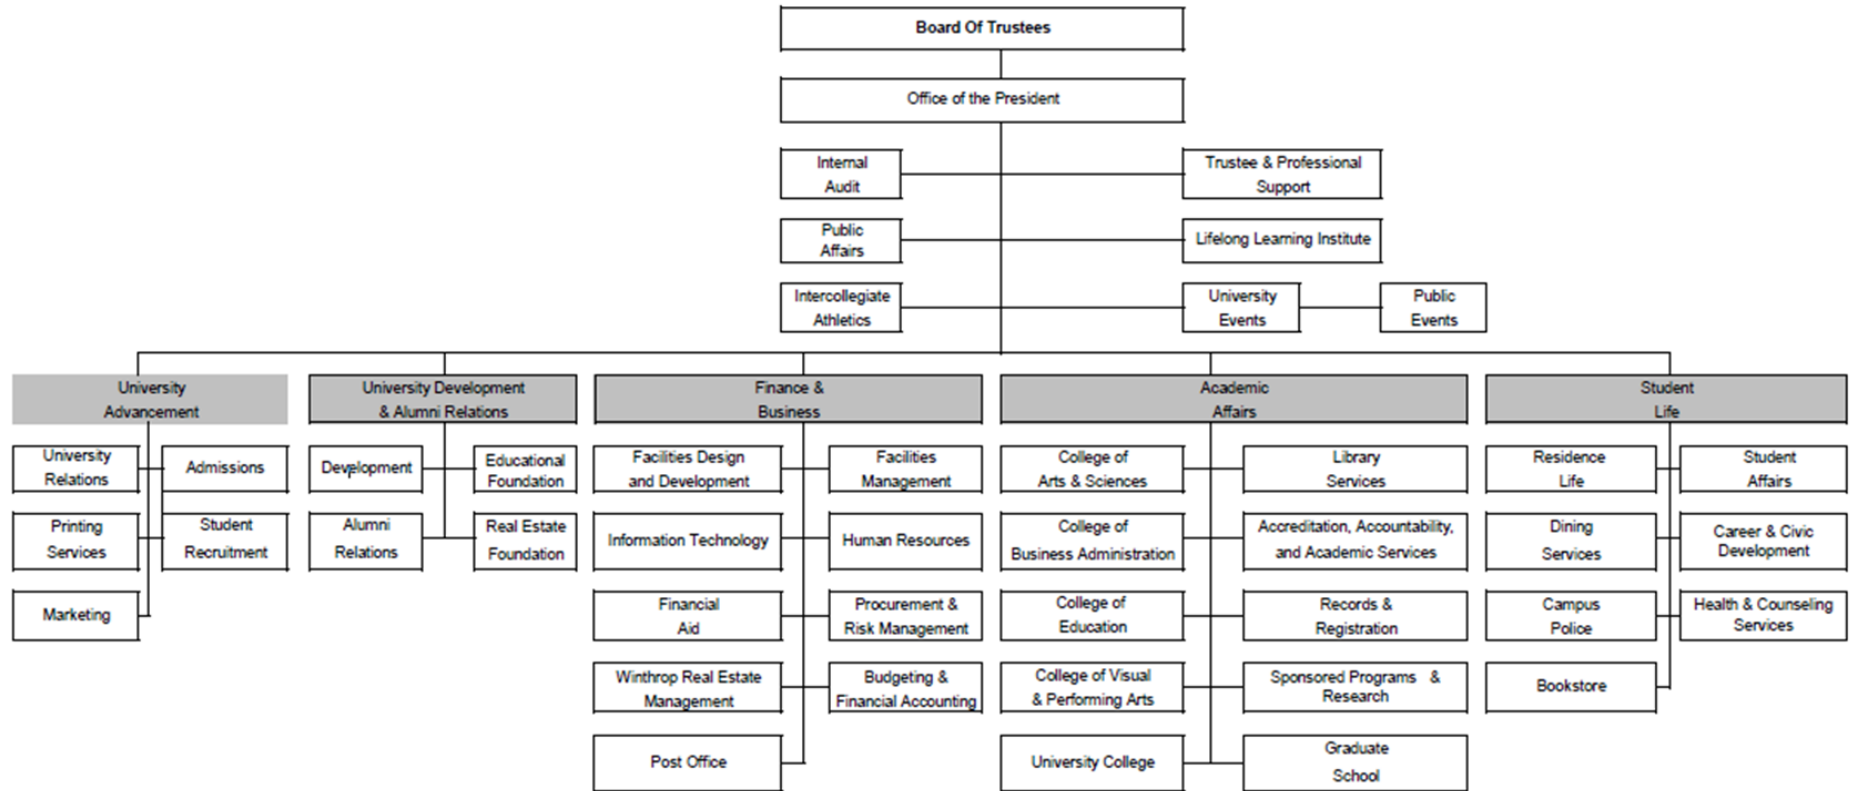 Board Of Trustees
Office of the President
Internal
Audit
Trustee & Professional
Support
Public
Affairs
Lifelong Learning Institute
Intercollegiate
Athletics
University
Events
Public
Events
University
Advancement
University Development
& Alumni Relations
Finance &
Business
Academic
Affairs
Student
Life
University
Relations
Admissions
Development
Educational
Foundation
Facilities Design
and Development
Facilities
Management
College of
Arts & Sciences
Library
Services
Residence
Life
Student
Affairs
Printing
Services
Student
Recruitment
Alumni
Relations
Real Estate
Foundation
Information Technology
Human Resources
College of
Business Administration
Accreditation, Accountability,
and Academic Services
Dining
Services
Career & Civic
Development
Marketing
Financial
Aid
Procurement &
Risk Management
College of
Education
Records &
Registration
Campus
Police
Health & Counseling
Services
Winthrop Real Estate
Management
Budgeting &
Financial Accounting
College of Visual
& Performing Arts
Sponsored Programs &
Research
Bookstore
Post Office
University College
Graduate
School